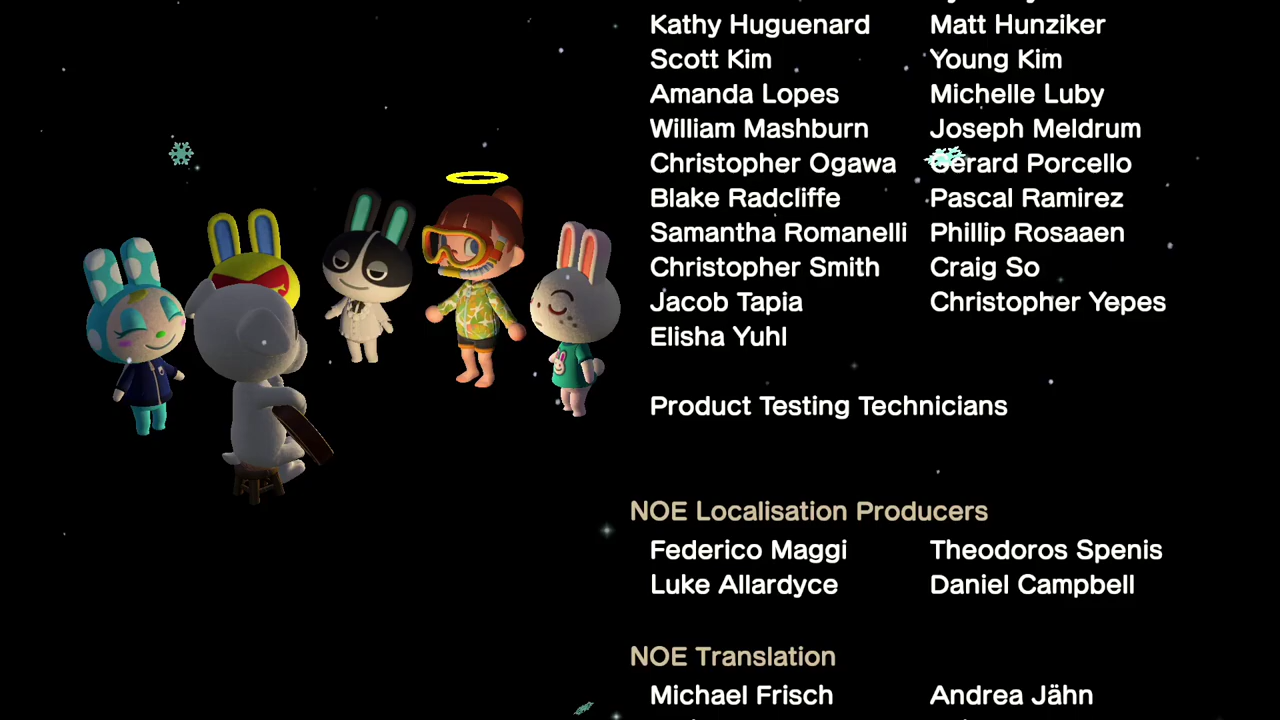 Kathy Huguenard Matt Hunziker
Scott Kim Young Kim
Amanda Lopes Michelle Luby
William Mashburn Joseph Meldrum
Christopher Ogawa Gerard Porcello
Blake Radcliffe Pascal Ramirez
Samantha Romanelli Phillip Rosaaen
Christopher Smith Craig So
Jacob Tapia Christopher Yepes
Elisha Yuhl
Product Testing Technicians
NOE Localisation Producers
Federico Maggi Theodoros Spenis
Luke Allardyce Daniel Campbell
NOE Translation
Michael Frisch Andrea Jähn